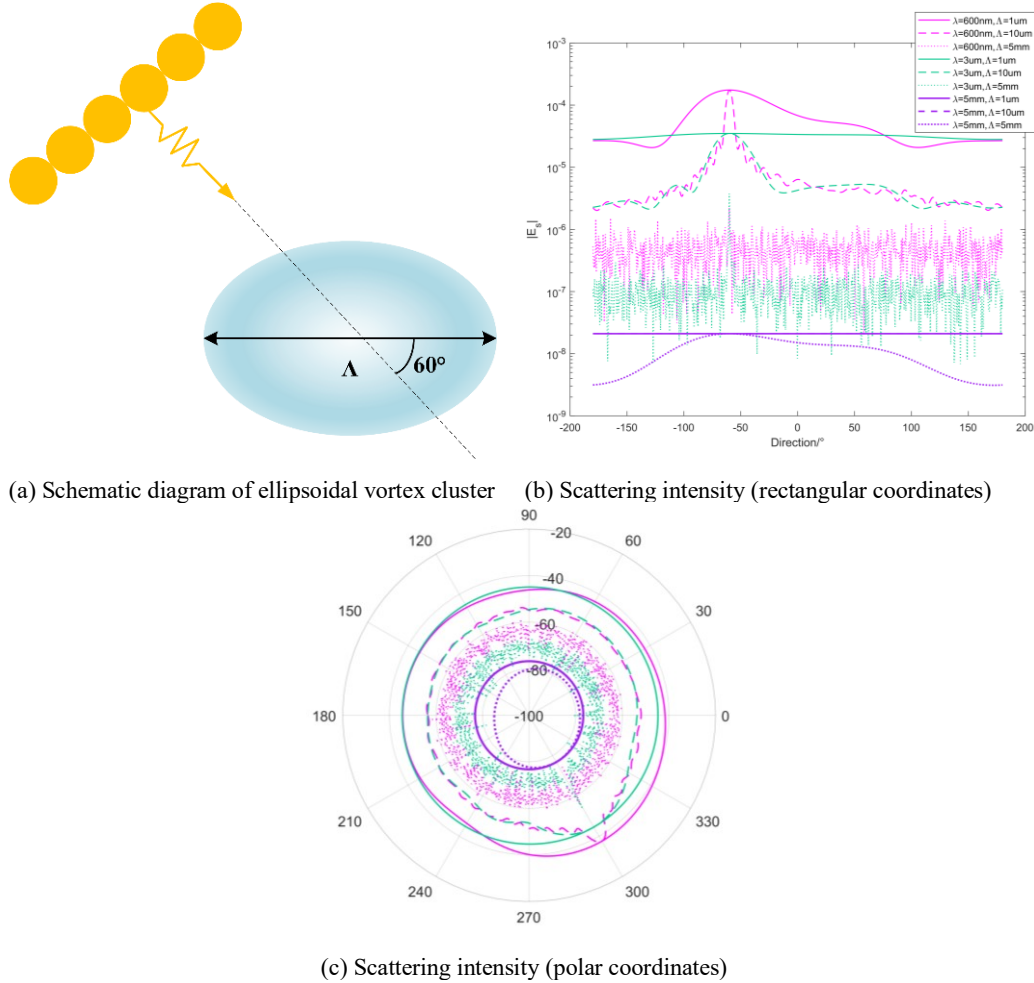 Λ
60°
(a) Schematic diagram of ellipsoidal vortex cluster
λ=600nm,Λ=1um
λ=600nm,Λ=10um
λ=600nm,Λ=5mm
λ=3um,Λ=1um
λ=3um,Λ=10um
λ=3um,Λ=5mm
λ=5mm,Λ=1um
λ=5mm,Λ=10um
λ=5mm,Λ=5mm
10-3
10-4
10-5
10-6
10-7
10-8
10-9
|Es|
-200 -150 -100 -50 0 50 100 150 200
Direction/°
(b) Scattering intensity (rectangular coordinates)
90
120 60
150 30
180 0
210 330
240 300
270
-20
-40
-60
-80
-100
(c) Scattering intensity (polar coordinates)